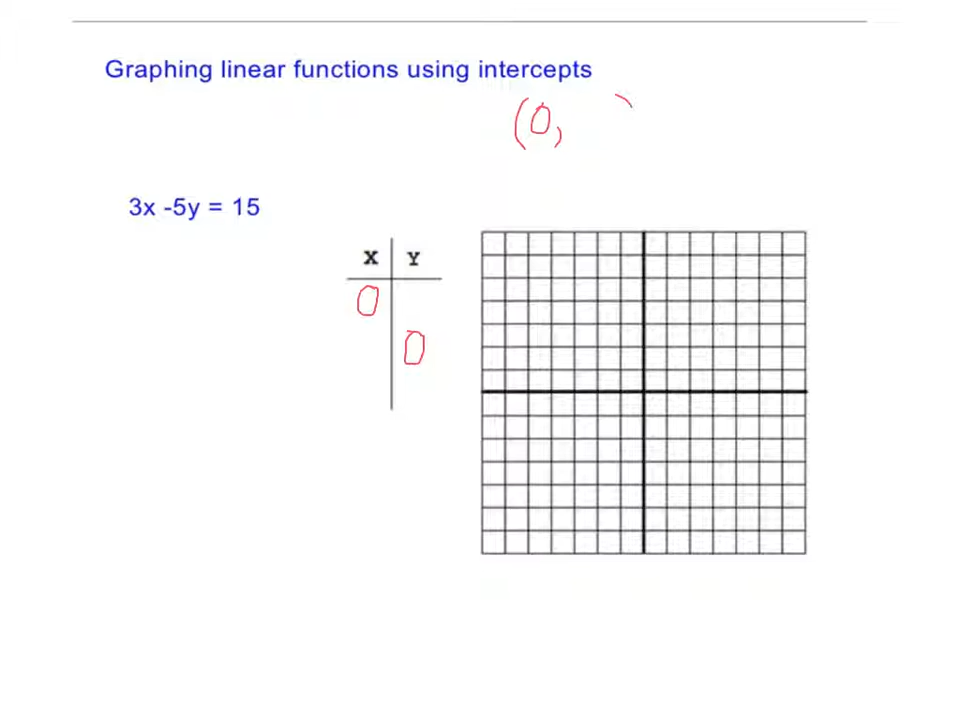 Graphing linear functions using intercepts
(0, )
3x -5y = 15
X Y
0
0